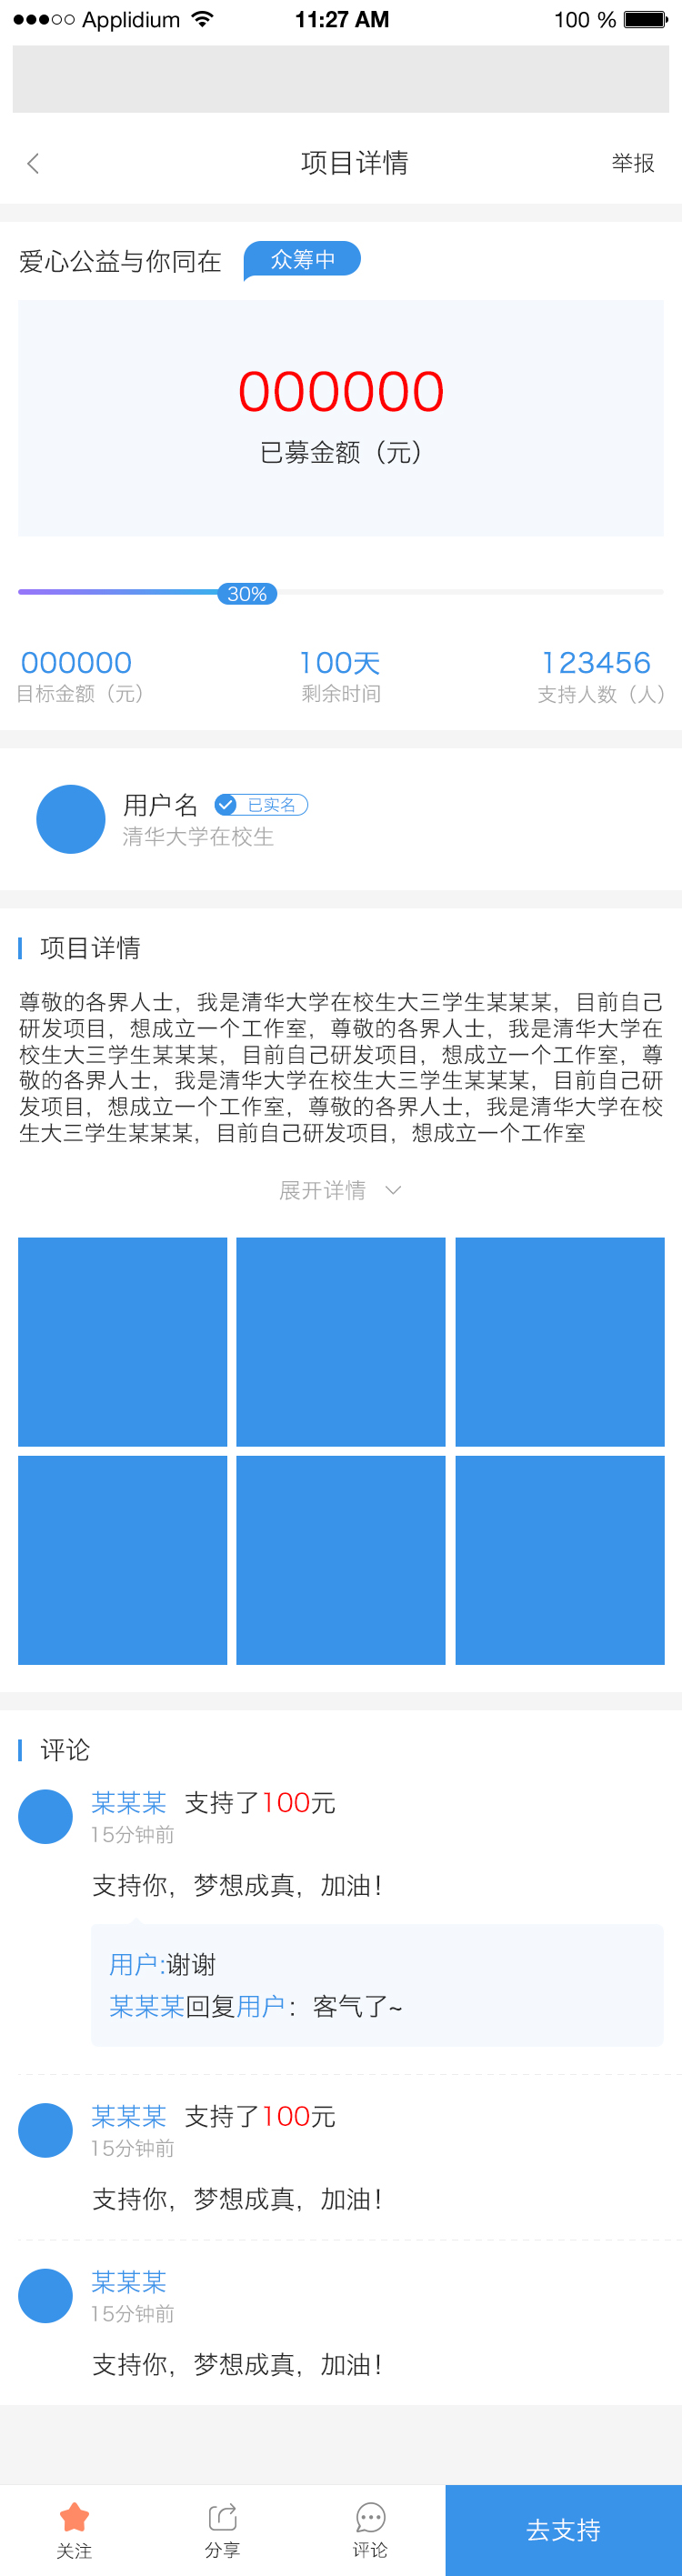 ●●●○○ Applidium 11:27 AM 100 %
项目详情 举报
爱心公益与你同在 众筹中
000000
已募金额（元）
30%
000000 100天 123456
目标金额（元） 剩余时间 支持人数（人）
用户名 已实名
清华大学在校生
项目详情
尊敬的各界人士，我是清华大学在校生大三学生某某某，目前自己
研发项目，想成立一个工作室，尊敬的各界人士，我是清华大学在
校生大三学生某某某，目前自己研发项目，想成立一个工作室，尊
敬的各界人士，我是清华大学在校生大三学生某某某，目前自己研
发项目，想成立一个工作室，尊敬的各界人士，我是清华大学在校
生大三学生某某某，目前自己研发项目，想成立一个工作室
展开详情
评论
某某某 支持了100元
15分钟前
支持你，梦想成真，加油！
用户:谢谢
某某某回复用户：客气了~
某某某 支持了100元
15分钟前
支持你，梦想成真，加油！
某某某
15分钟前
支持你，梦想成真，加油！
关注 分享 评论 去支持